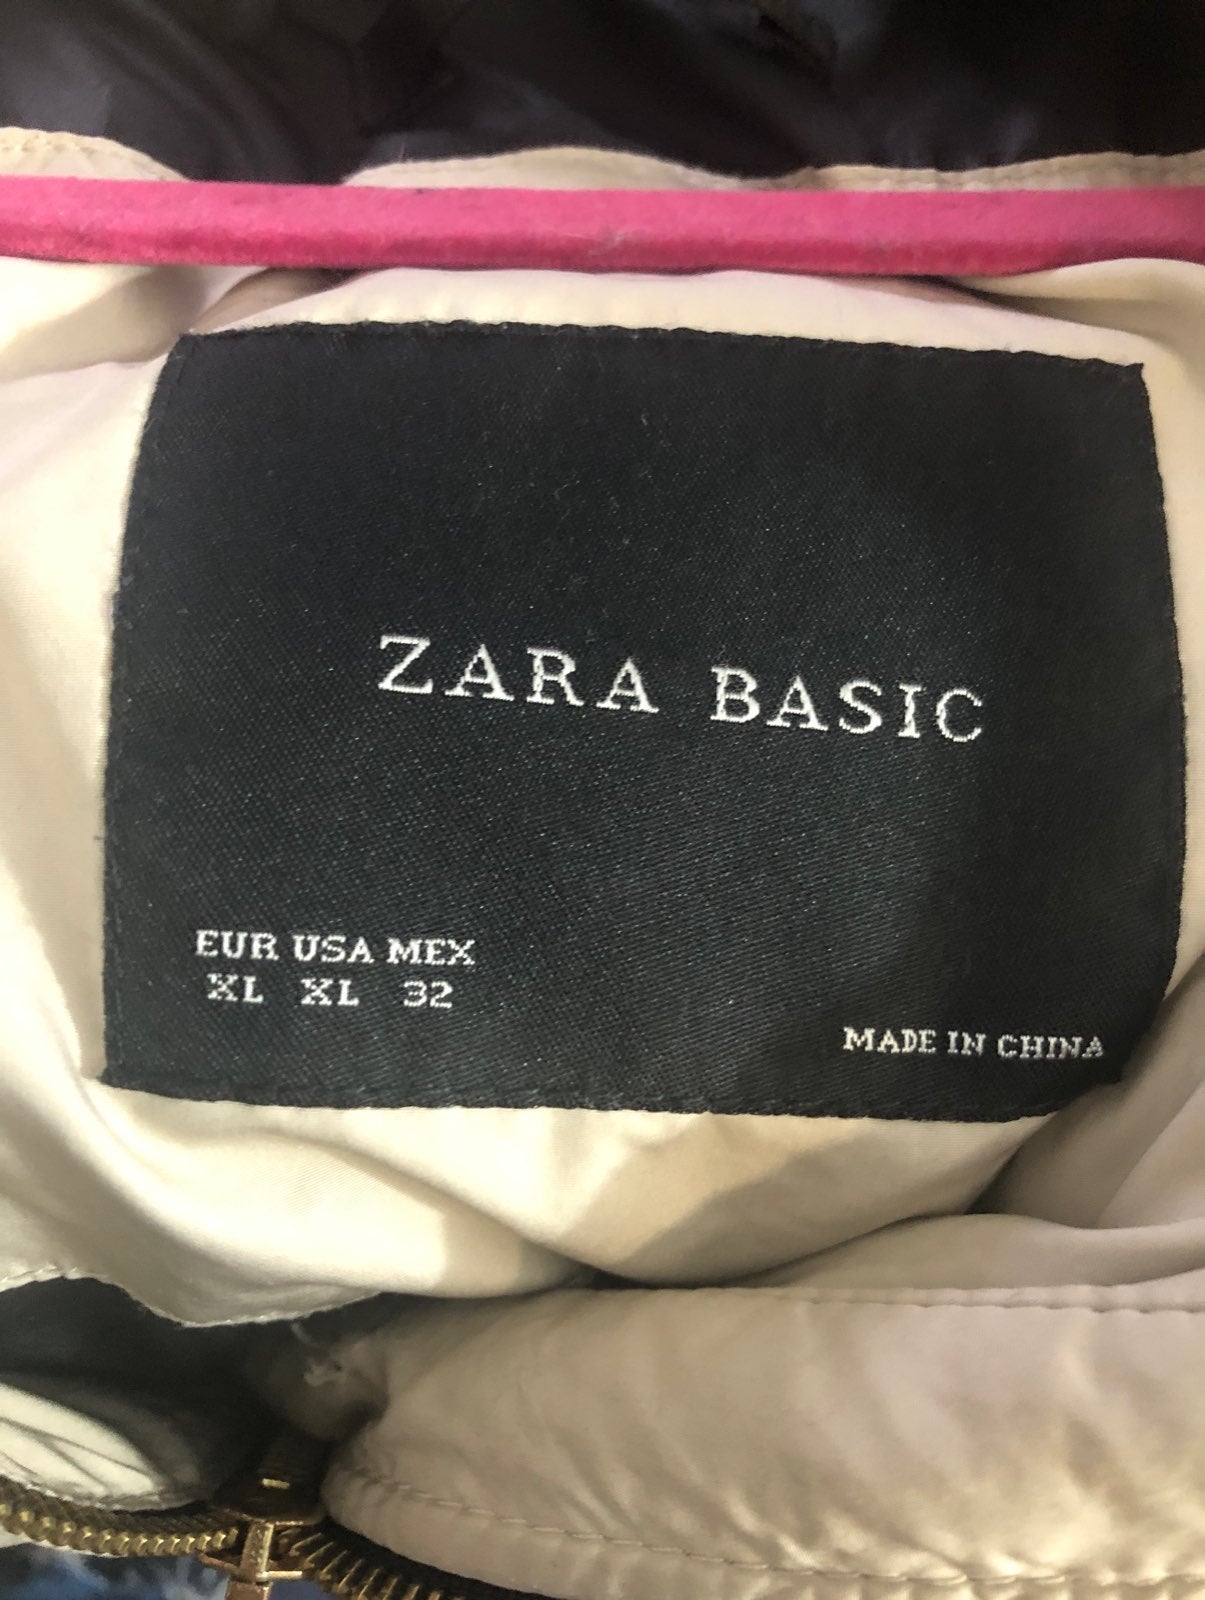 ZARA BASIC
EUR USA MEX
XL XL 32
MADE IN CHINA